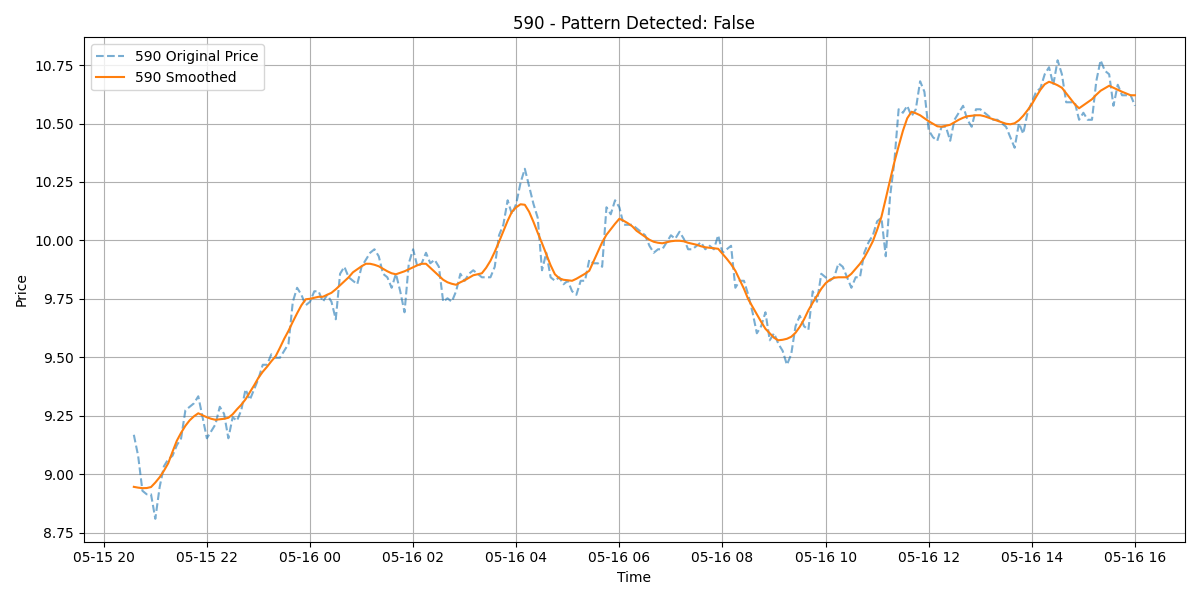 590 - Pattern Detected: False
590 Original Price
590 Smoothed
Price
10.75
10.50
10.25
10.00
9.75
9.50
9.25
9.00
8.75
05-15 20 05-15 22 05-16 00 05-16 02 05-16 04 05-16 06 05-16 08 05-16 10 05-16 12 05-16 14 05-16 16
Time